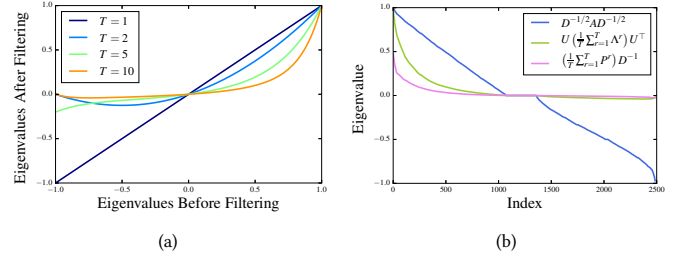 1.0
0.5
0.0
−0.5
−1.0
Eigenvalues After Filtering
T = 1
T = 2
T = 5
T = 10
−1.0 −0.5 0.0 0.5 1.0
Eigenvalues Before Filtering
(a)
1.0
0.5
0.0
−0.5
−1.0
Eigenvalue
D^{−1/2}AD^{−1/2}
U(1/T ∑_{r=1}^{T} Λ^r)U^⊤
(1/T ∑_{r=1}^{T} P^r)D^{−1}
0 500 1000 1500 2000 2500
Index
(b)